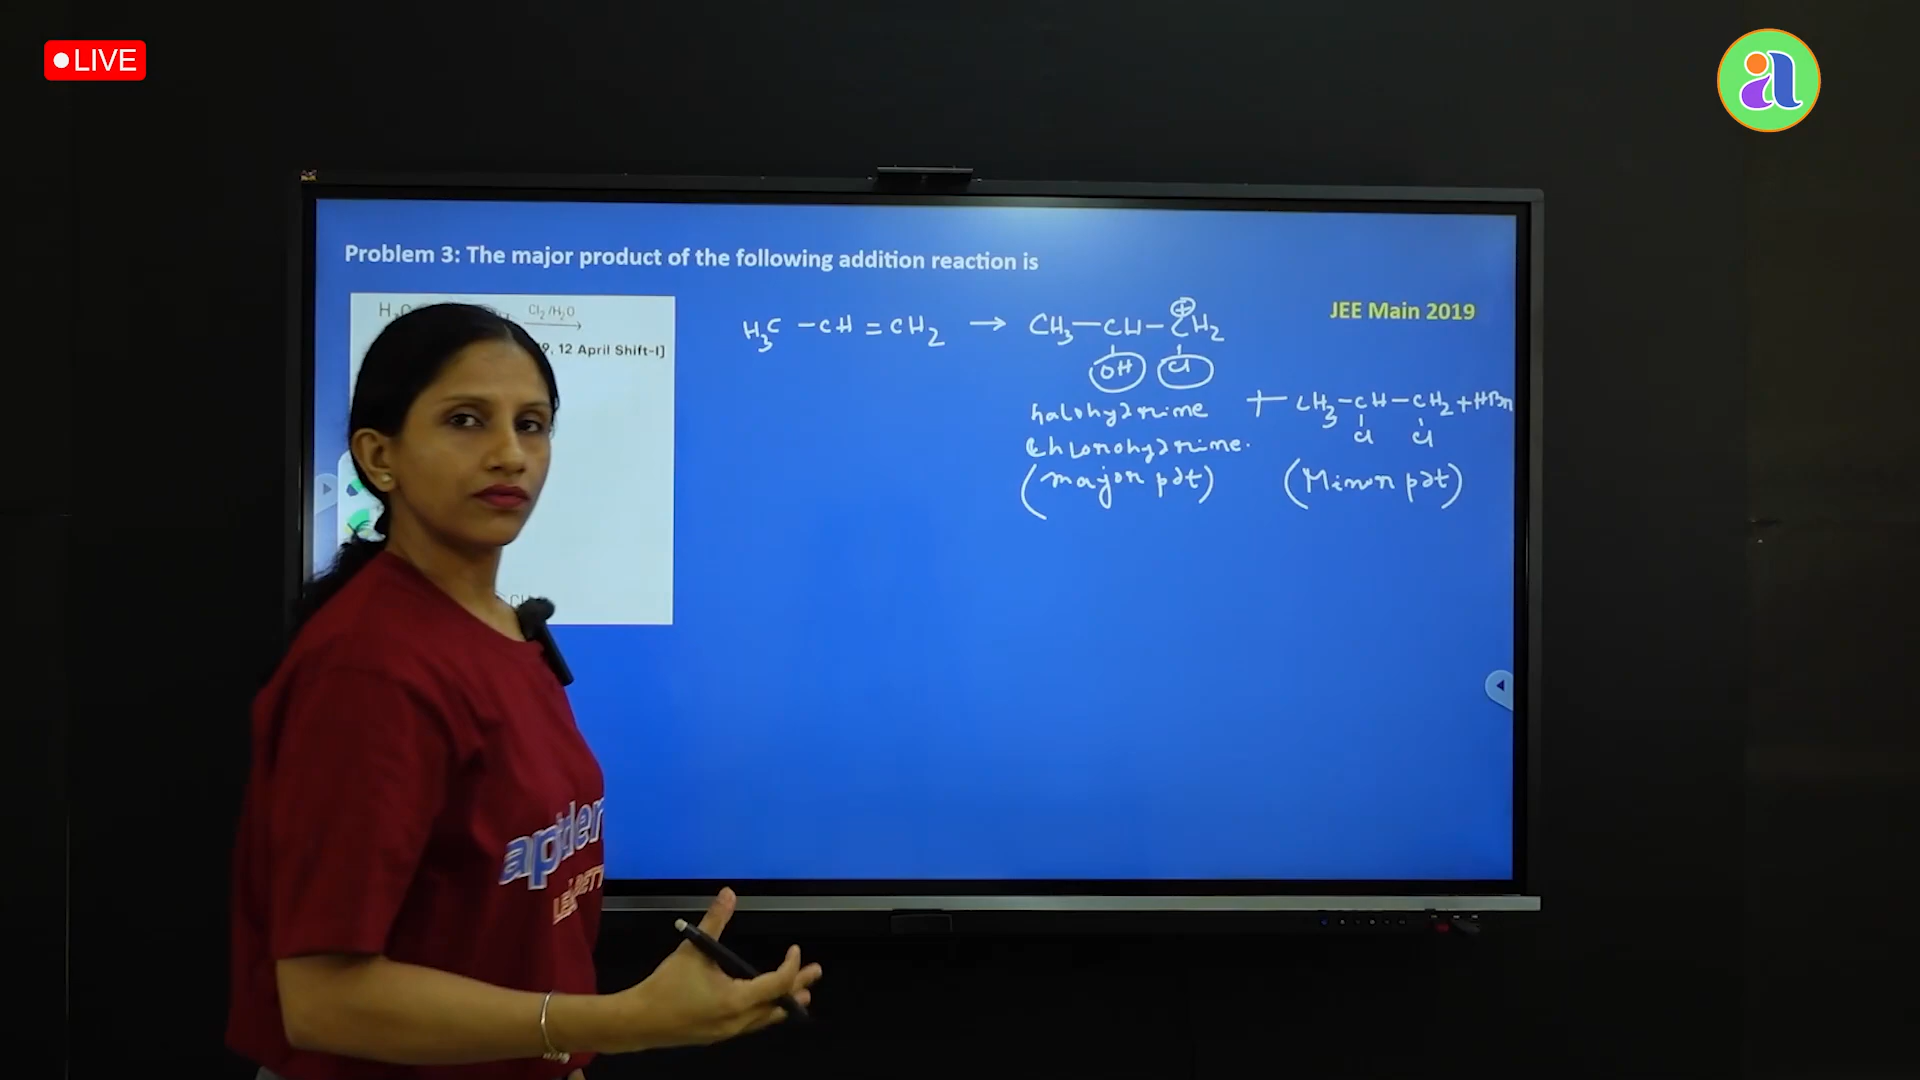 LIVE
a
Problem 3: The major product of the following addition reaction is
JEE Main 2019
Cl₂/H₂O
9, 12 April Shift-I]
H₃C - CH = CH₂ → CH₃ - CH - CH₂
⊕
OH Cl
halohydrine
chlorohydrine.
(major pdt)
+ CH₃ - CH - CH₂ + HBr
Cl Cl
(Minor pdt)